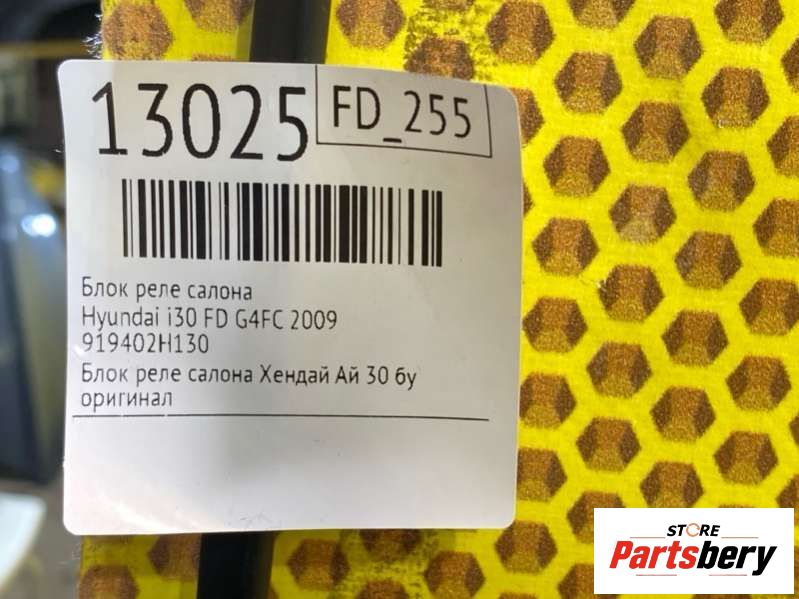 13025
FD_255
Блок реле салона
Hyundai i30 FD G4FC 2009
919402H130
Блок реле салона Хендай Ай 30 бу
оригинал
STORE
Partsbery